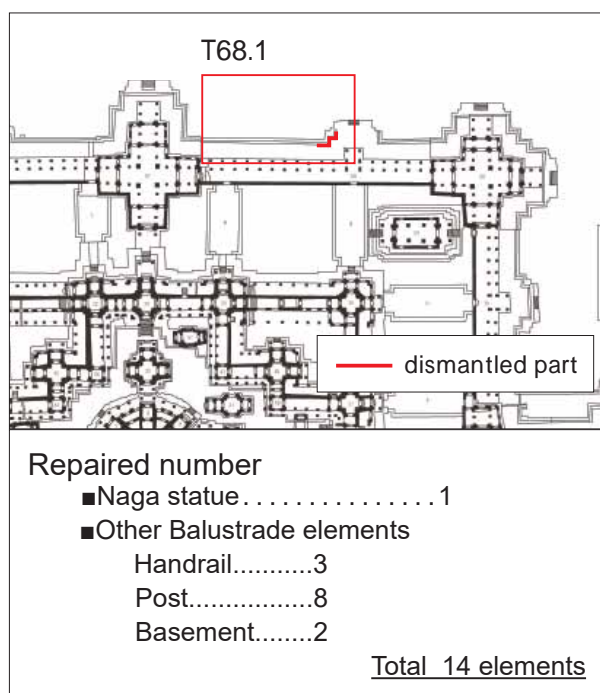 T68.1
dismantled part
Repaired number
■Naga statue...............1
■Other Balustrade elements
Handrail...........3
Post.................8
Basement........2
Total 14 elements